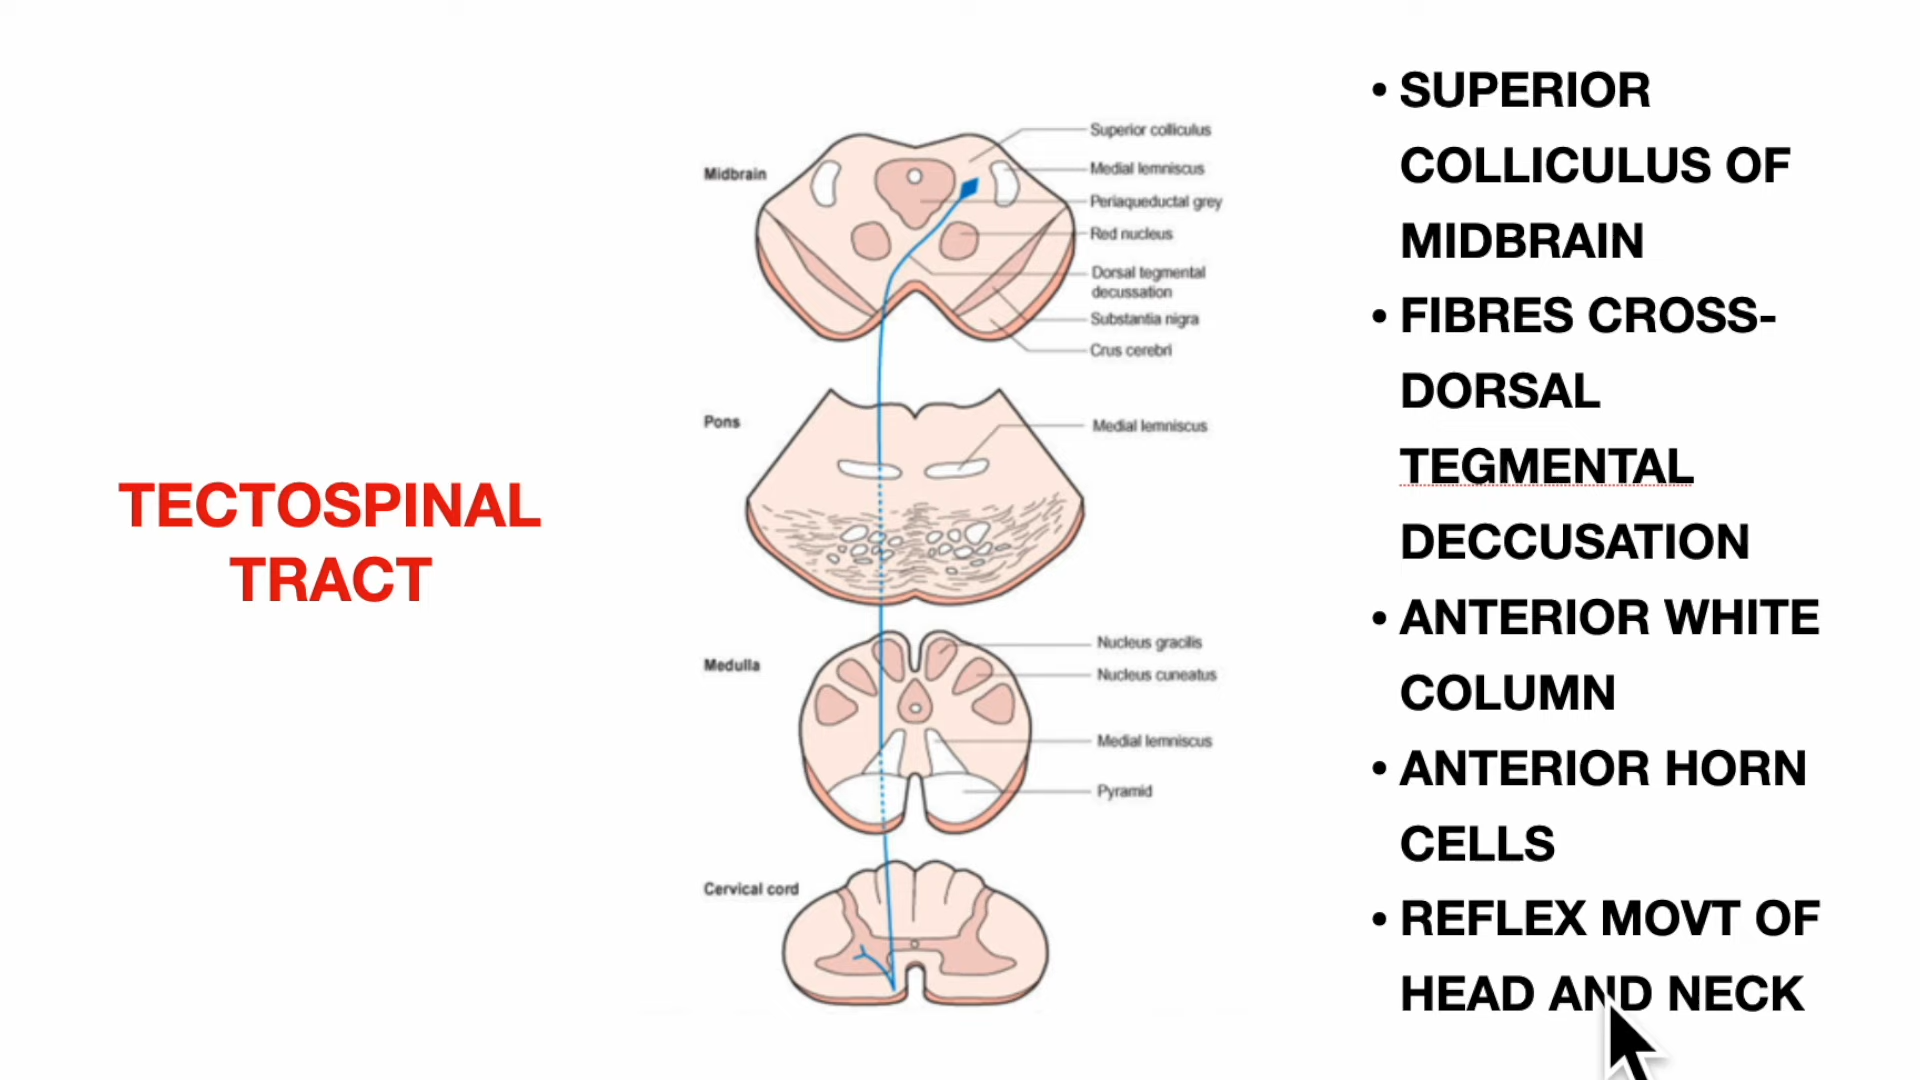 TECTOSPINAL
TRACT
Midbrain
Superior colliculus
Medial lemniscus
Periaqueductal grey
Red nucleus
Dorsal tegmental
decussation
Substantia nigra
Crus cerebri
Pons
Medial lemniscus
Medulla
Nucleus gracilis
Nucleus cuneatus
Medial lemniscus
Pyramid
Cervical cord
• SUPERIOR
COLLICULUS OF
MIDBRAIN
• FIBRES CROSS-
DORSAL
TEGMENTAL
DECCUSATION
• ANTERIOR WHITE
COLUMN
• ANTERIOR HORN
CELLS
• REFLEX MOVT OF
HEAD AND NECK